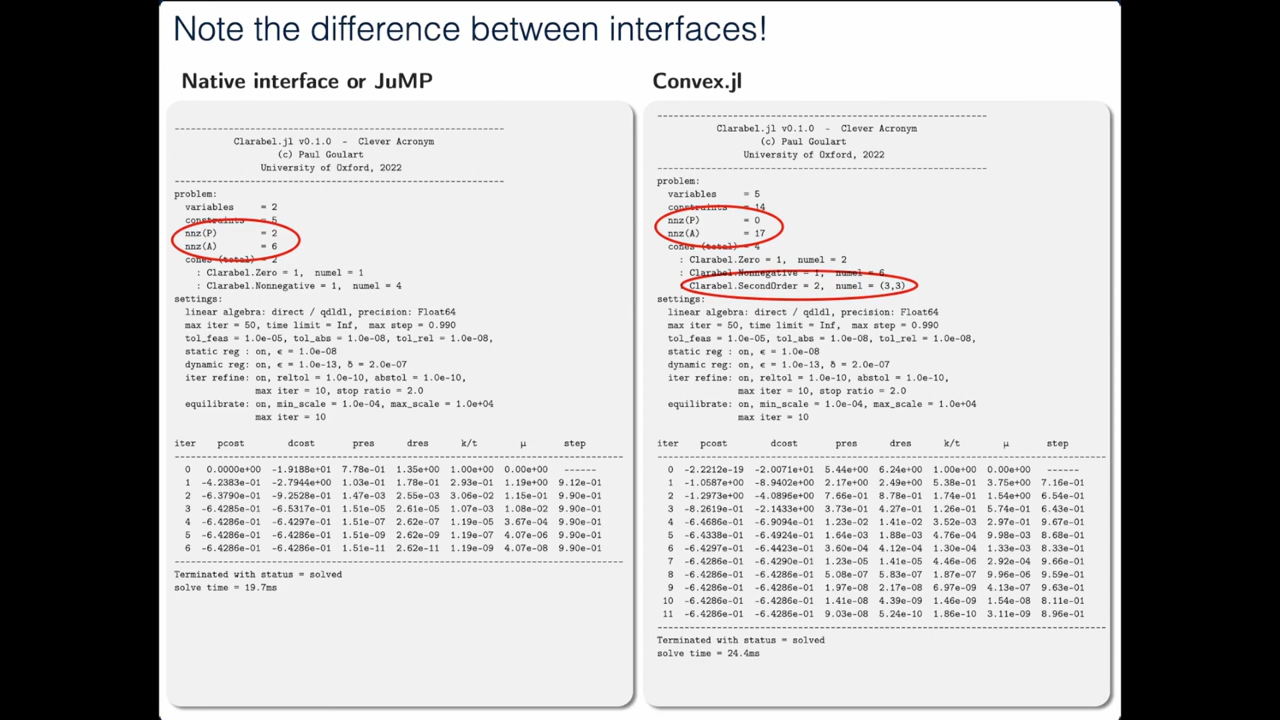 Note the difference between interfaces!
Native interface or JuMP
------------------------------------------------------------
Clarabel.jl v0.1.0 - Clever Acronym
(c) Paul Goulart
University of Oxford, 2022
------------------------------------------------------------
problem:
variables = 2
constraints = 5
nnz(P) = 2
nnz(A) = 6
cones (total) = 2
: Clarabel.Zero = 1, numel = 1
: Clarabel.Nonnegative = 1, numel = 4
settings:
linear algebra: direct / qdldl, precision: Float64
max iter = 50, time limit = Inf, max step = 0.990
tol_feas = 1.0e-05, tol_abs = 1.0e-08, tol_rel = 1.0e-08,
static reg : on, ϵ = 1.0e-08
dynamic reg: on, ϵ = 1.0e-13, δ = 2.0e-07
iter refine: on, reltol = 1.0e-10, abstol = 1.0e-10,
max iter = 10, stop ratio = 2.0
equilibrate: on, min_scale = 1.0e-04, max_scale = 1.0e+04
max iter = 10
iter pcost dcost pres dres k/t μ step
------------------------------------------------------------
0 0.0000e+00 -1.9188e+01 7.78e-01 1.35e+00 1.00e+00 0.00e+00 ------
1 -4.2383e-01 -2.7944e+00 1.03e-01 1.78e-01 2.93e-01 1.19e+00 9.12e-01
2 -6.3790e-01 -9.2528e-01 1.47e-03 2.55e-03 3.06e-02 1.15e-01 9.90e-01
3 -6.4285e-01 -6.5317e-01 1.51e-05 2.61e-05 1.07e-03 1.08e-02 9.90e-01
4 -6.4286e-01 -6.4297e-01 1.51e-07 2.62e-07 1.19e-05 3.67e-04 9.90e-01
5 -6.4286e-01 -6.4286e-01 1.51e-09 2.62e-09 1.19e-07 4.07e-06 9.90e-01
6 -6.4286e-01 -6.4286e-01 1.51e-11 2.62e-11 1.19e-09 4.07e-08 9.90e-01
------------------------------------------------------------
Terminated with status = solved
solve time = 19.7ms
Convex.jl
------------------------------------------------------------
Clarabel.jl v0.1.0 - Clever Acronym
(c) Paul Goulart
University of Oxford, 2022
------------------------------------------------------------
problem:
variables = 5
constraints = 14
nnz(P) = 0
nnz(A) = 17
cones (total) = 4
: Clarabel.Zero = 1, numel = 2
: Clarabel.Nonnegative = 1, numel = 6
: Clarabel.SecondOrder = 2, numel = (3,3)
settings:
linear algebra: direct / qdldl, precision: Float64
max iter = 50, time limit = Inf, max step = 0.990
tol_feas = 1.0e-05, tol_abs = 1.0e-08, tol_rel = 1.0e-08,
static reg : on, ϵ = 1.0e-08
dynamic reg: on, ϵ = 1.0e-13, δ = 2.0e-07
iter refine: on, reltol = 1.0e-10, abstol = 1.0e-10,
max iter = 10, stop ratio = 2.0
equilibrate: on, min_scale = 1.0e-04, max_scale = 1.0e+04
max iter = 10
iter pcost dcost pres dres k/t μ step
------------------------------------------------------------
0 -2.2212e-19 -2.0071e+01 5.44e+00 6.24e+00 1.00e+00 0.00e+00 ------
1 -1.0587e+00 -8.9402e+00 2.17e+00 2.49e+00 5.38e-01 3.75e+00 7.16e-01
2 -1.2973e+00 -4.0896e+00 7.66e-01 8.78e-01 1.74e-01 1.54e+00 6.54e-01
3 -8.2619e-01 -2.1433e+00 3.73e-01 4.27e-01 1.26e-01 5.74e-01 6.43e-01
4 -6.4686e-01 -6.9094e-01 1.23e-02 1.41e-02 3.52e-03 2.97e-01 9.67e-01
5 -6.4338e-01 -6.4924e-01 1.64e-03 1.88e-03 4.76e-04 9.98e-03 8.68e-01
6 -6.4297e-01 -6.4423e-01 3.60e-04 4.12e-04 1.30e-04 1.33e-03 8.33e-01
7 -6.4286e-01 -6.4290e-01 1.23e-05 1.41e-05 4.46e-06 2.92e-04 9.66e-01
8 -6.4286e-01 -6.4286e-01 5.08e-07 5.83e-07 1.87e-07 9.96e-06 9.59e-01
9 -6.4286e-01 -6.4286e-01 1.97e-08 2.17e-08 6.97e-09 4.13e-07 9.63e-01
10 -6.4286e-01 -6.4286e-01 1.41e-08 4.39e-09 1.46e-09 1.54e-08 8.11e-01
11 -6.4286e-01 -6.4286e-01 9.03e-08 5.24e-10 1.86e-10 3.11e-09 8.96e-01
------------------------------------------------------------
Terminated with status = solved
solve time = 24.4ms